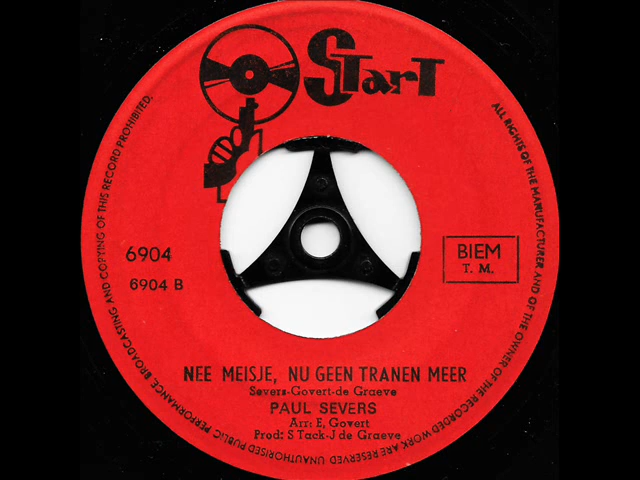 Start
6904
6904 B
BIEM
T. M.
NEE MEISJE, NU GEEN TRANEN MEER
Severs-Govert-de Graeve
PAUL SEVERS
Arr: E, Govert
Prod: S Tack-J de Graeve
ALL RIGHTS OF THE MANUFACTURER AND OF THE OWNER OF THE RECORDED WORK ARE RESERVED UNAUTHORISED PUBLIC PERFORMANCE BROADCASTING AND COPYING OF THIS RECORD PROHIBITED.